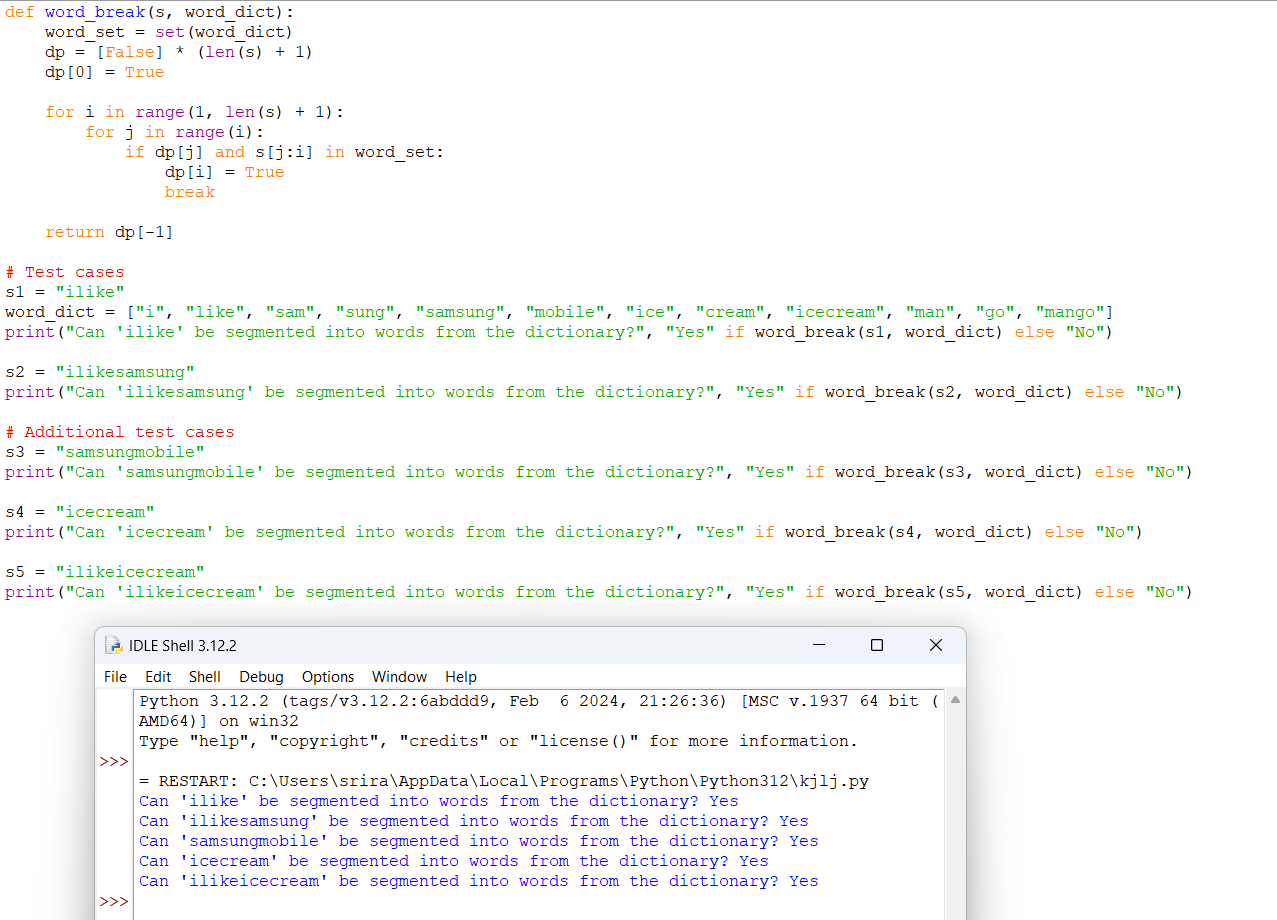 def word_break(s, word_dict):
    word_set = set(word_dict)
    dp = [False] * (len(s) + 1)
    dp[0] = True

    for i in range(1, len(s) + 1):
        for j in range(i):
            if dp[j] and s[j:i] in word_set:
                dp[i] = True
                break

    return dp[-1]

# Test cases
s1 = "ilike"
word_dict = ["i", "like", "sam", "sung", "samsung", "mobile", "ice", "cream", "icecream", "man", "go", "mango"]
print("Can 'ilike' be segmented into words from the dictionary?", "Yes" if word_break(s1, word_dict) else "No")

s2 = "ilikesamsung"
print("Can 'ilikesamsung' be segmented into words from the dictionary?", "Yes" if word_break(s2, word_dict) else "No")

# Additional test cases
s3 = "samsungmobile"
print("Can 'samsungmobile' be segmented into words from the dictionary?", "Yes" if word_break(s3, word_dict) else "No")

s4 = "icecream"
print("Can 'icecream' be segmented into words from the dictionary?", "Yes" if word_break(s4, word_dict) else "No")

s5 = "ilikeicecream"
print("Can 'ilikeicecream' be segmented into words from the dictionary?", "Yes" if word_break(s5, word_dict) else "No")
IDLE Shell 3.12.2
File Edit Shell Debug Options Window Help
Python 3.12.2 (tags/v3.12.2:6abddd9, Feb  6 2024, 21:26:36) [MSC v.1937 64 bit (
AMD64)] on win32
Type "help", "copyright", "credits" or "license()" for more information.
>>>
= RESTART: C:\Users\srira\AppData\Local\Programs\Python\Python312\kjlj.py
Can 'ilike' be segmented into words from the dictionary? Yes
Can 'ilikesamsung' be segmented into words from the dictionary? Yes
Can 'samsungmobile' be segmented into words from the dictionary? Yes
Can 'icecream' be segmented into words from the dictionary? Yes
Can 'ilikeicecream' be segmented into words from the dictionary? Yes
>>>